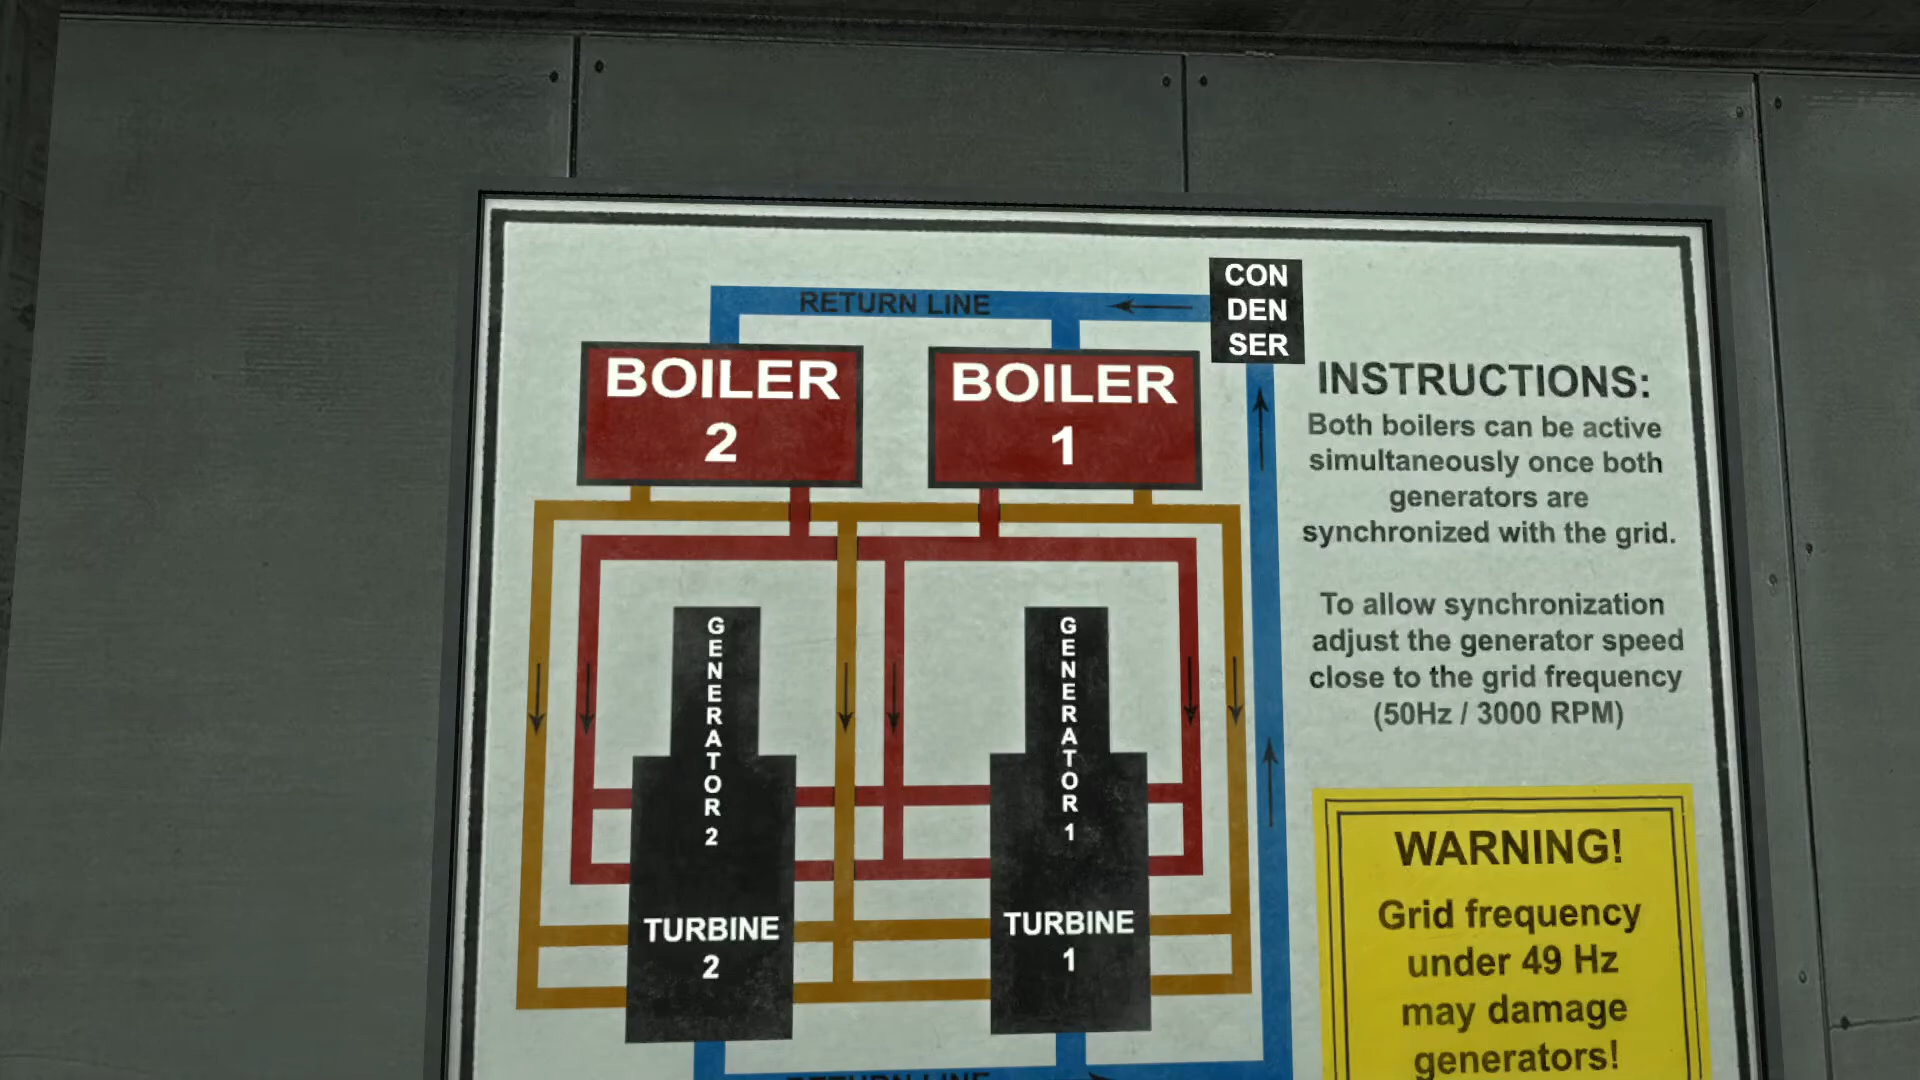 RETURN LINE
CON
DEN
SER
BOILER
2
BOILER
1
INSTRUCTIONS:
Both boilers can be active
simultaneously once both
generators are
synchronized with the grid.
To allow synchronization
adjust the generator speed
close to the grid frequency
(50Hz / 3000 RPM)
GENERATOR 2
GENERATOR 1
TURBINE
2
TURBINE
1
WARNING!
Grid frequency
under 49 Hz
may damage
generators!
RETURN LINE